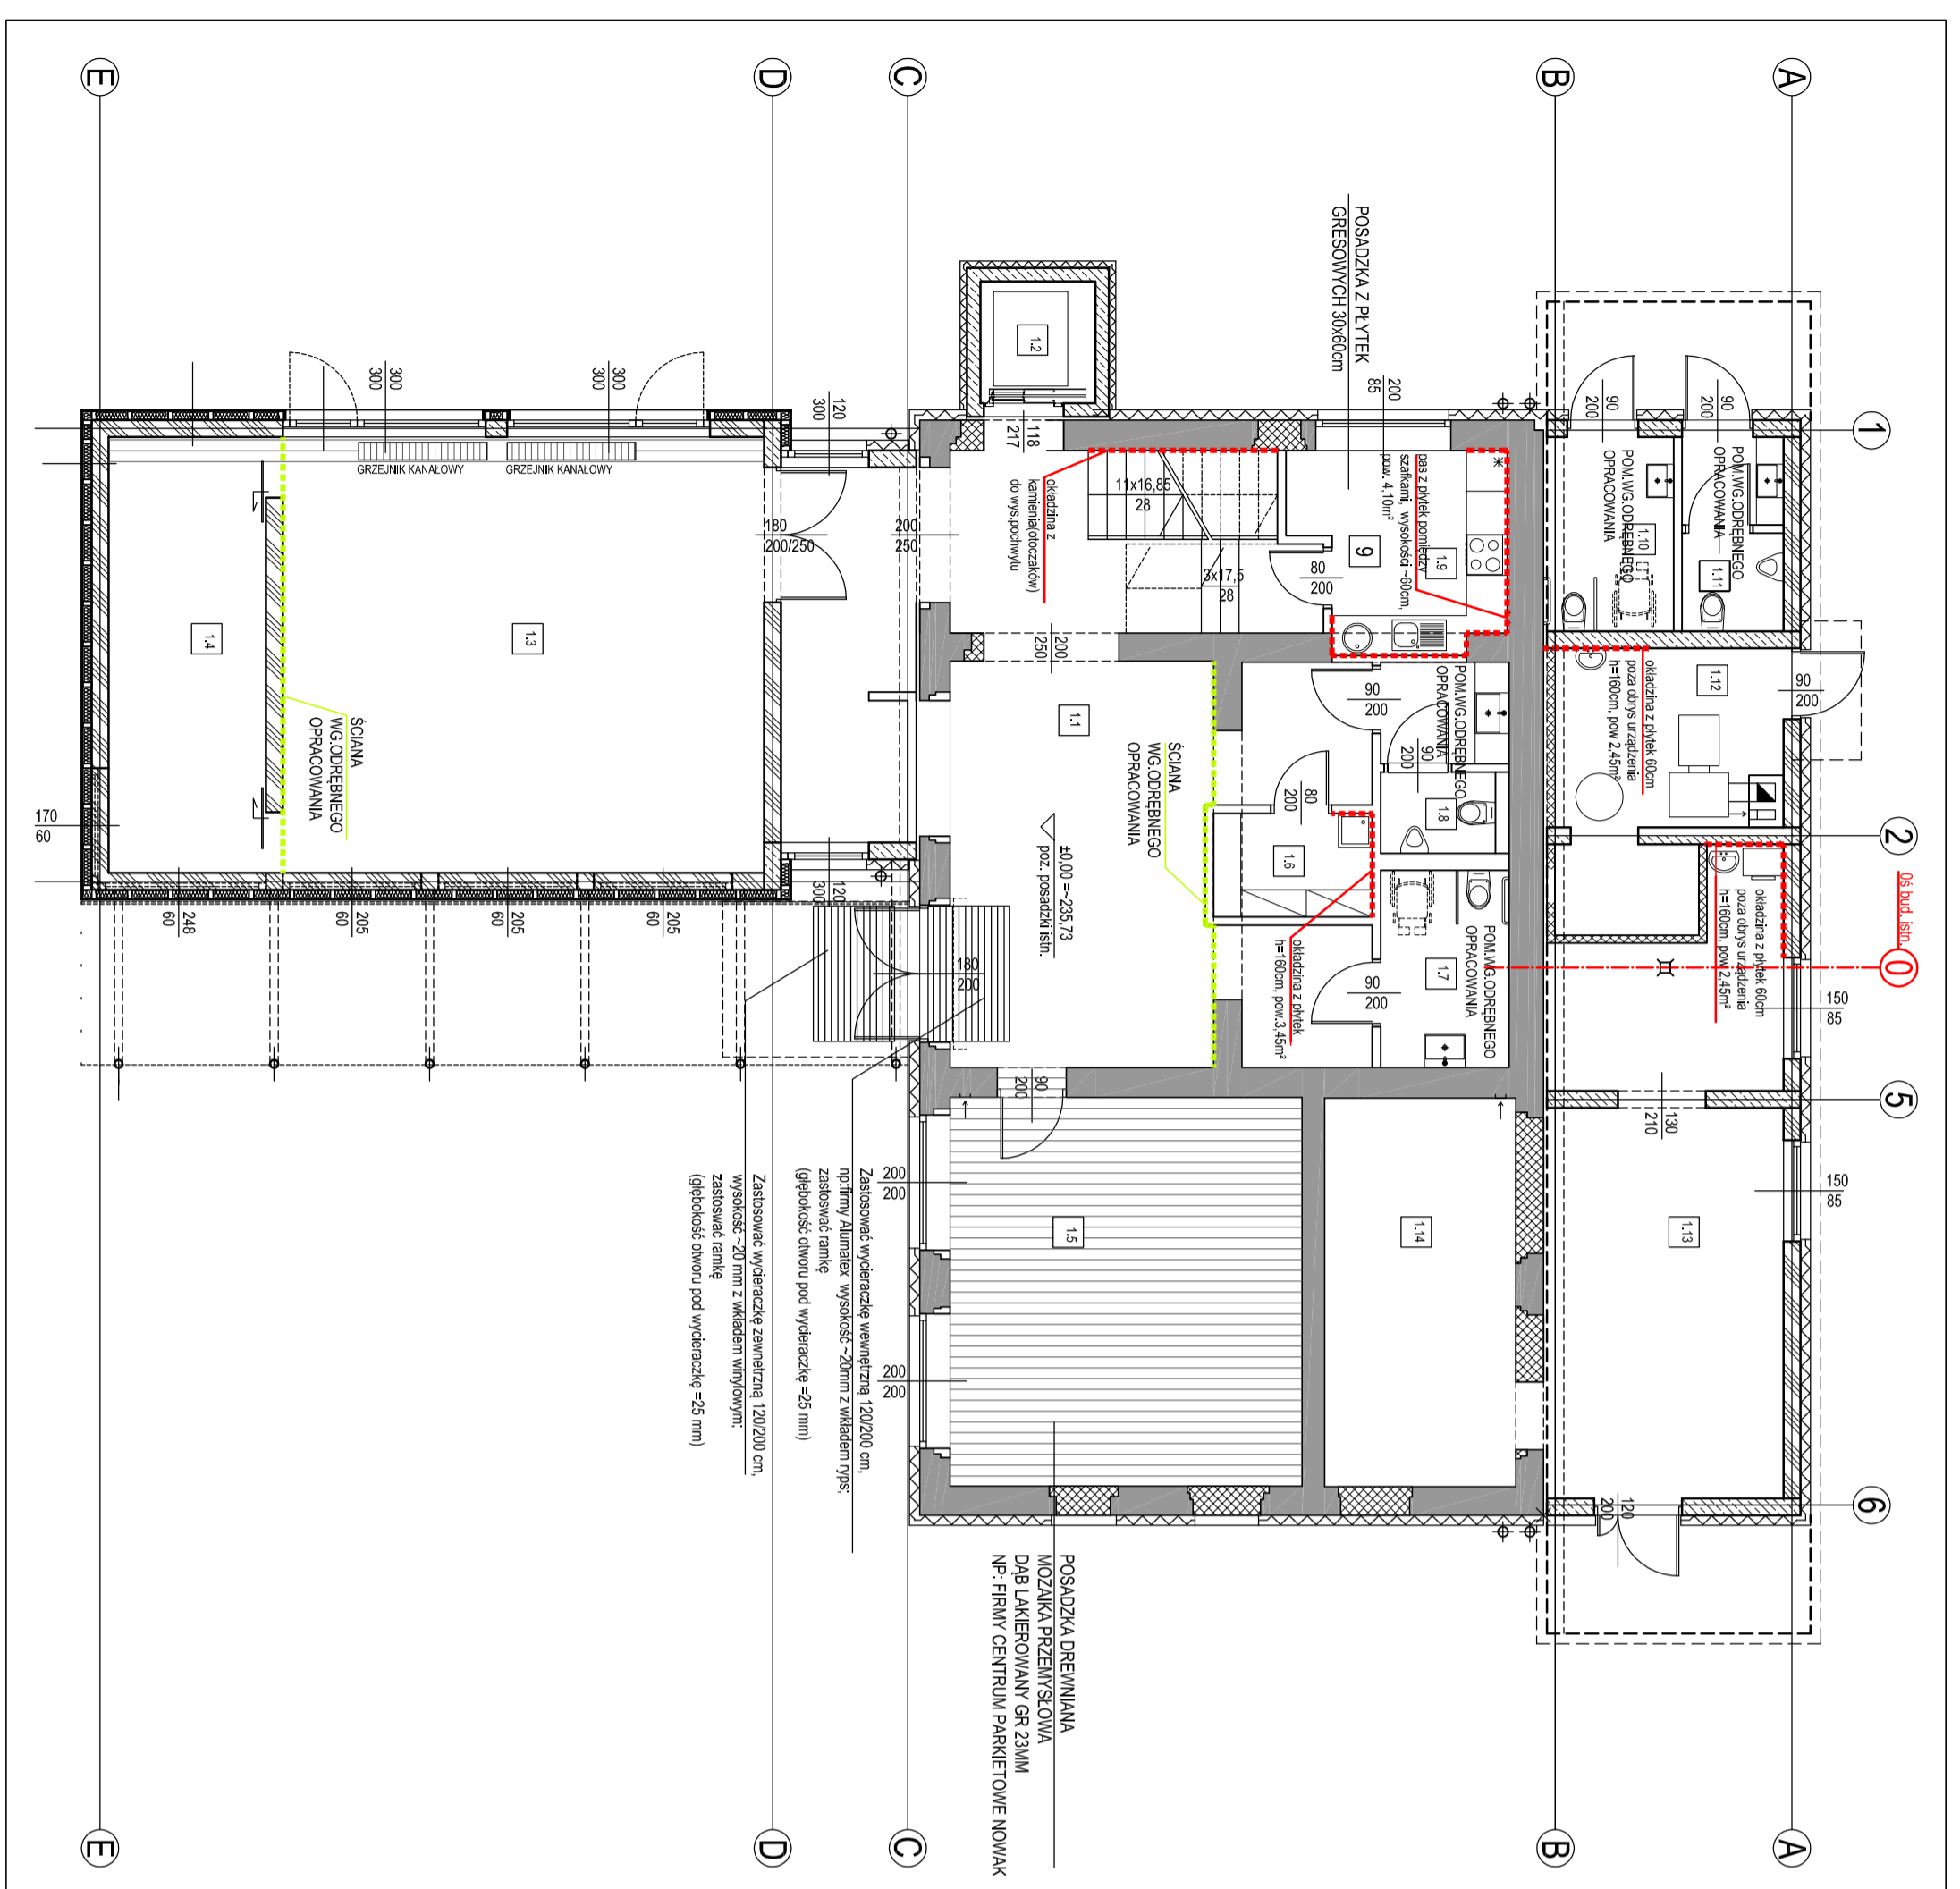 E
D
C
B
A
1
2
Oś bud. istn.
0
5
6
POSADZKA Z PŁYTEK
GRESOWYCH 30x60cm
200
85
1.2
118
217
120
300
300
300
300
300
GRZEJNIK KANAŁOWY
GRZEJNIK KANAŁOWY
90
200
90
200
POM.WG.ODRĘBNEGO
OPRACOWANIA
1.11
POM.WG.ODRĘBNEGO
OPRACOWANIA
1.10
pas z płytek pomiędzy
szafkami, wysokości ~60cm,
pow. 4,10m²
1.9
9
80
200
11x16,85
28
3x17,5
28
okładzina z
kamienia(otoczaków)
do wys.pochwytu
200
250
180
200/250
200
250
1.3
1.4
ŚCIANA
WG.ODRĘBNEGO
OPRACOWANIA
170
60
248
60
205
60
205
60
205
60
120
300
1.1
±0,00 =~235,73
poz. posadzki istn.
ŚCIANA
WG.ODRĘBNEGO
OPRACOWANIA
90
200
POM.WG.ODRĘBNEGO
OPRACOWANIA
90
200
1.8
80
200
1.6
okładzina z płytek
h=160cm, pow.3,45m²
POM.WG.ODRĘBNEGO
OPRACOWANIA
1.7
90
200
1.12
90
200
okładzina z płytek 60cm
poza obrys urządzenia
h=160cm, pow 2,45m²
okładzina z płytek 60cm
poza obrys urządzenia
h=160cm, pow 2,45m²
150
85
150
85
130
210
1.13
1.14
1.5
120
200
180
200
90
200
200
200
200
200
Zastosować wycieraczkę wewnętrzną 120/200 cm,
np:firmy Alumatex wysokość ~20mm z wkładem ryps;
zastoswać ramkę
(głębokość otworu pod wycieraczkę =25 mm)
Zastosować wycieraczkę zewnetrzną 120/200 cm,
wysokość ~20 mm z wkładem winylowym;
zastoswać ramkę
(głębokość otworu pod wycieraczkę =25 mm)
POSADZKA DREWNIANA
MOZAIKA PRZEMYSŁOWA
DĄB LAKIEROWANY GR 23MM
NP: FIRMY CENTRUM PARKIETOWE NOWAK
E
D
C
B
A